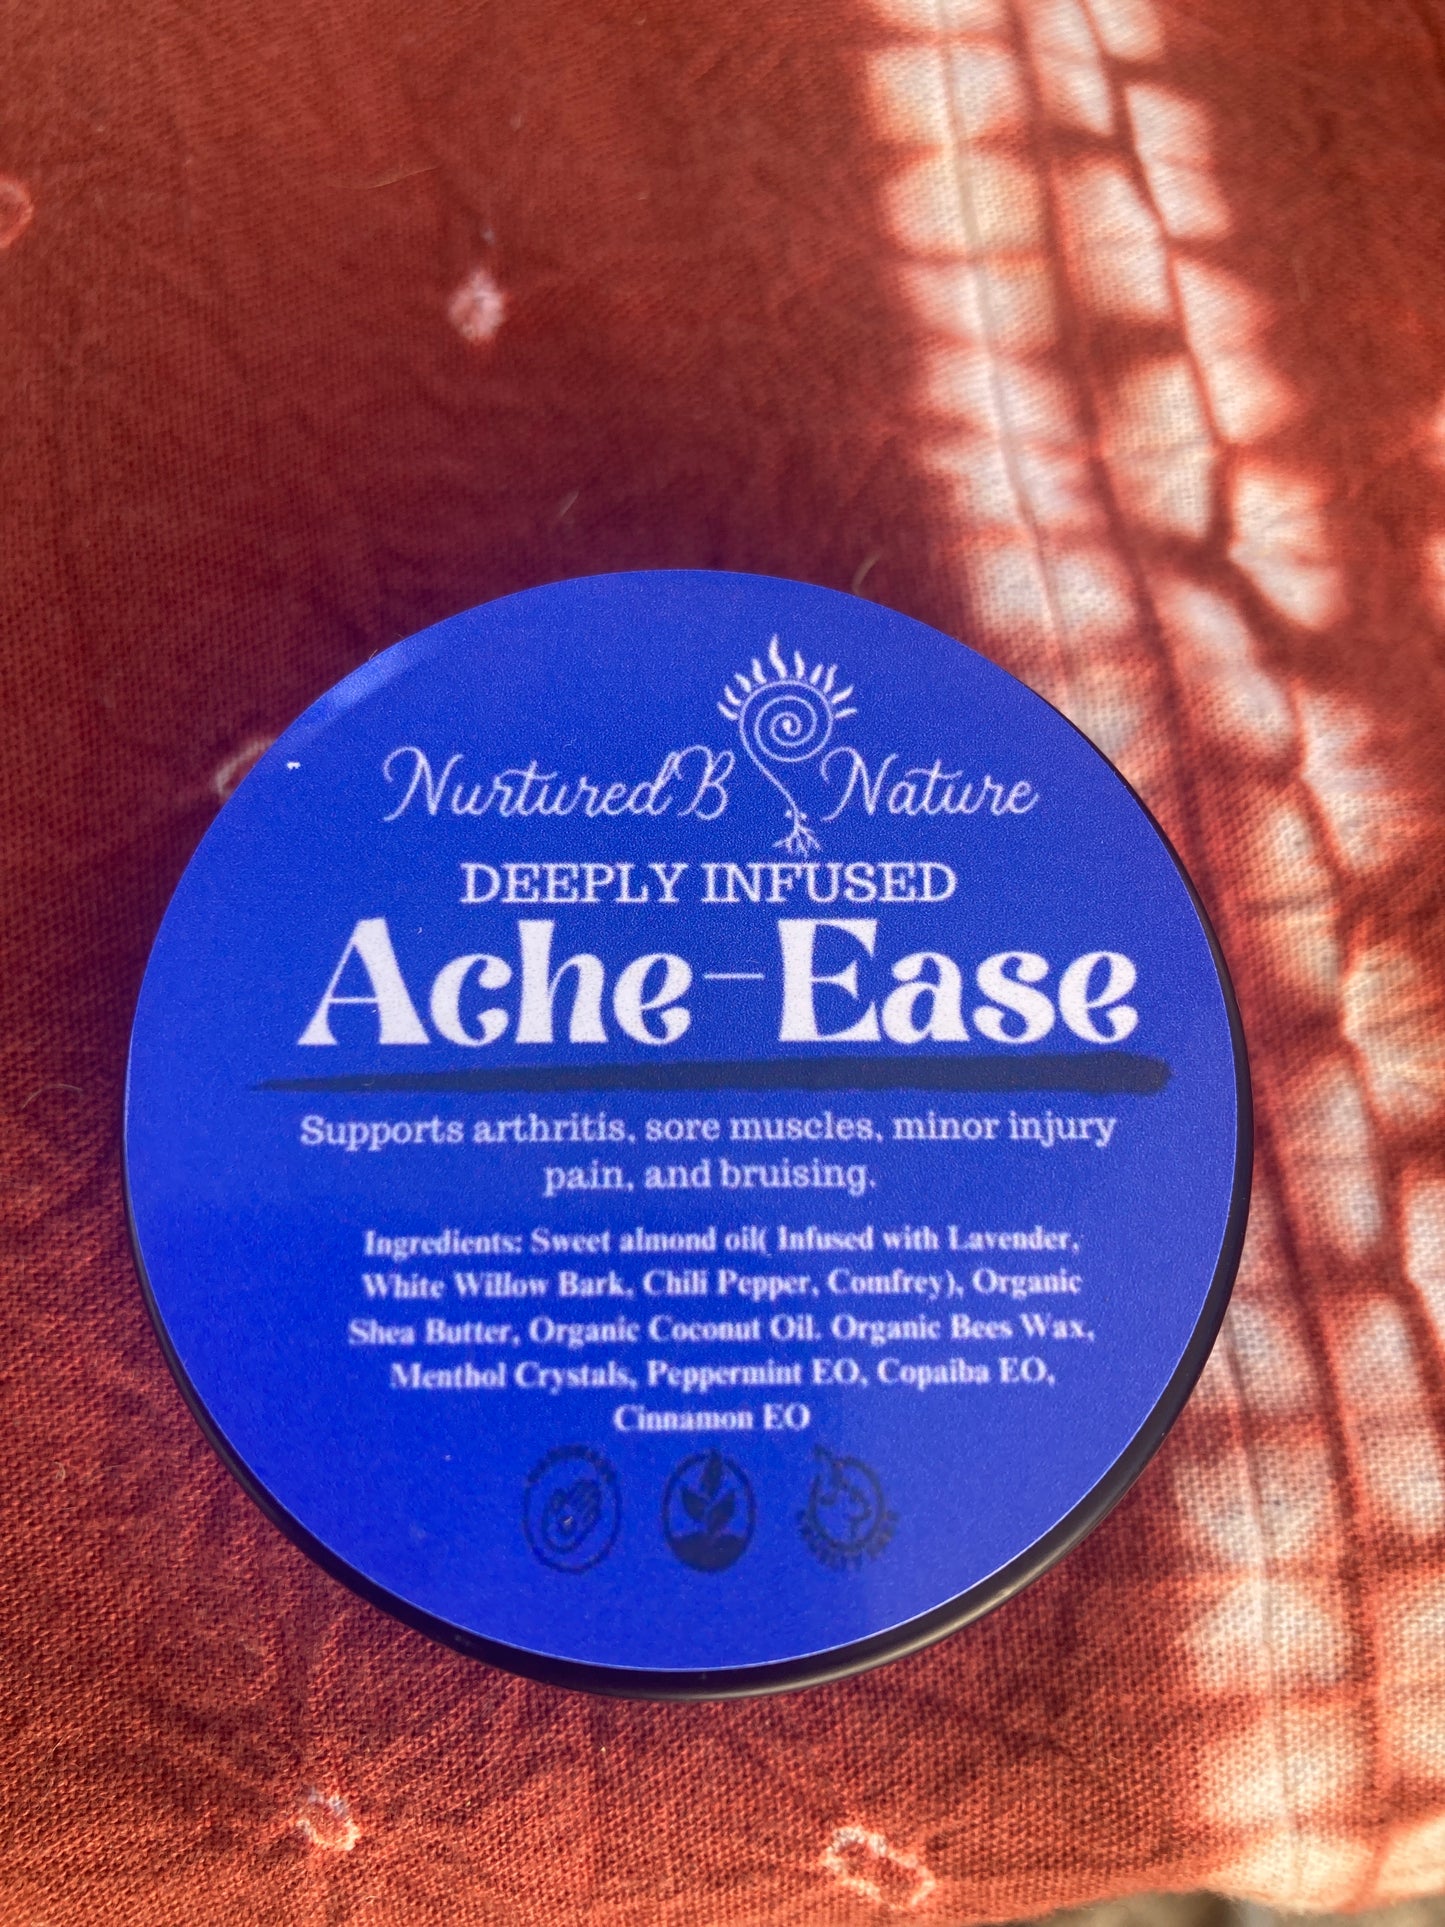 NurturedB Nature
DEEPLY INFUSED
Ache-Ease
Supports arthritis, sore muscles, minor injury
pain, and bruising.
Ingredients: Sweet almond oil( Infused with Lavender,
White Willow Bark, Chili Pepper, Comfrey), Organic
Shea Butter, Organic Coconut Oil. Organic Bees Wax,
Menthol Crystals, Peppermint EO, Copaiba EO,
Cinnamon EO